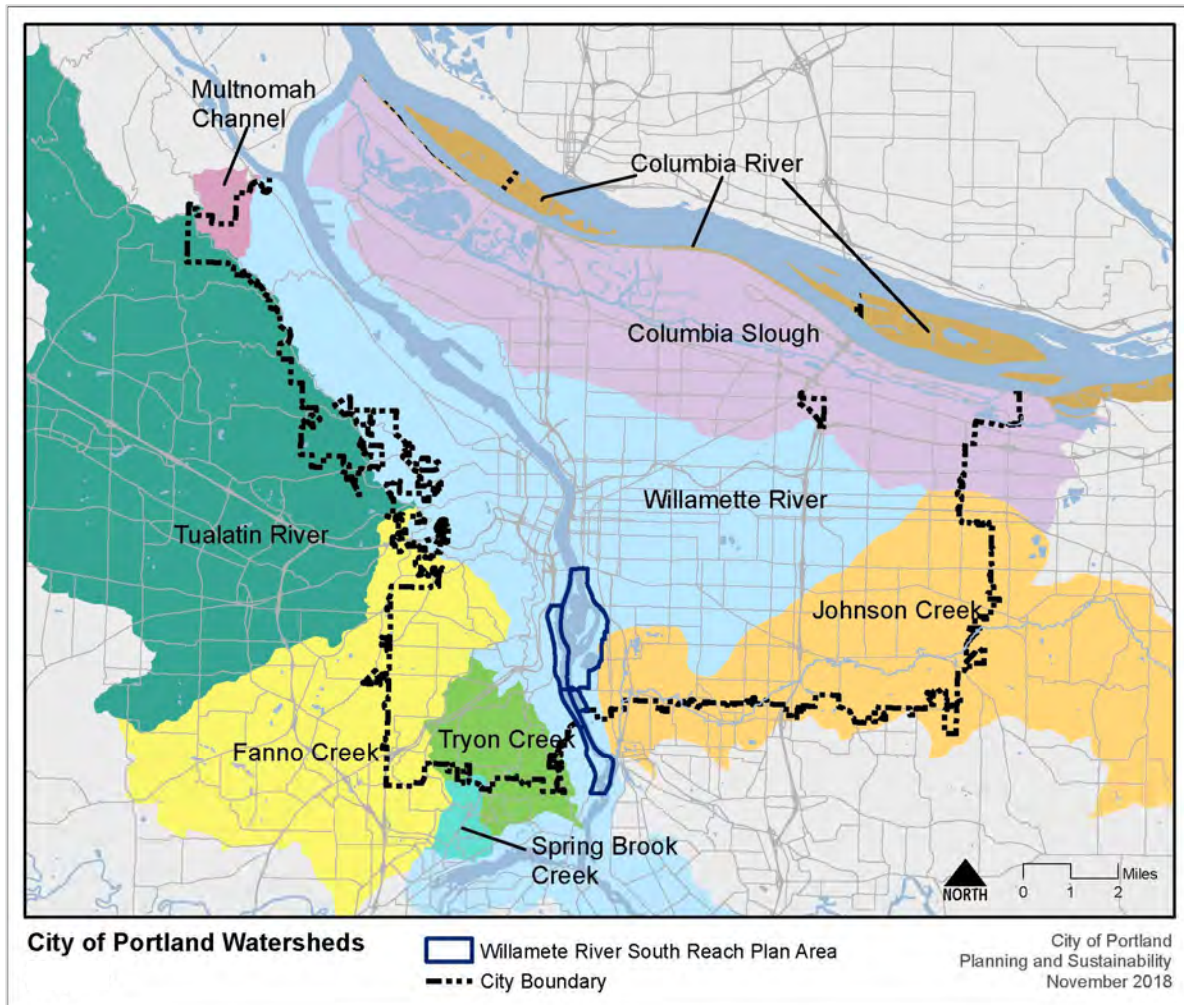 Multnomah
Channel
Columbia River
Columbia Slough
Willamette River
Tualatin River
Johnson Creek
Fanno Creek
Tryon Creek
Spring Brook
Creek
NORTH
0 1 2 Miles
City of Portland Watersheds
Willamete River South Reach Plan Area
City Boundary
City of Portland
Planning and Sustainability
November 2018